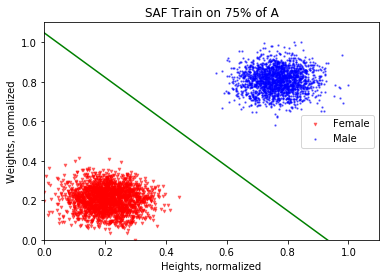 SAF Train on 75% of A
Weights, normalized
1.0
0.8
0.6
0.4
0.2
0.0
Female
Male
0.0 0.2 0.4 0.6 0.8 1.0
Heights, normalized